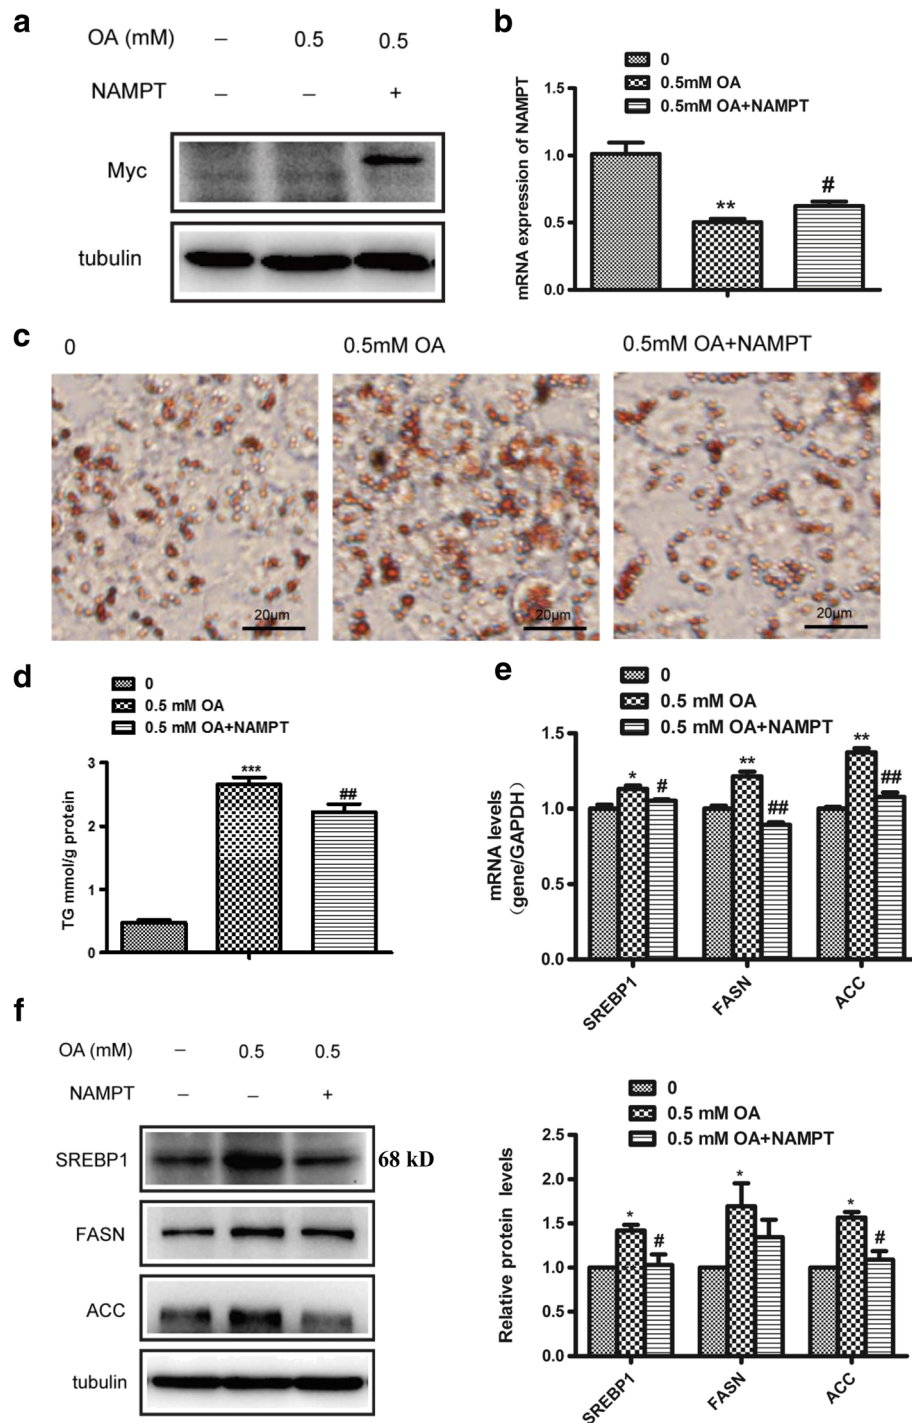 a
OA (mM) – 0.5 0.5
NAMPT – – +
Myc
tubulin
b
0
0.5mM OA
0.5mM OA+NAMPT
mRNA expression of NAMPT
1.5
1.0
0.5
0.0
**
#
c
0 0.5mM OA 0.5mM OA+NAMPT
20μm 20μm 20μm
d
0
0.5 mM OA
0.5 mM OA+NAMPT
TG mmol/g protein
3
2
1
0
***
##
e
0
0.5 mM OA
0.5 mM OA+NAMPT
mRNA levels
(gene/GAPDH)
1.5
1.0
0.5
0.0
* # ** ## ** ##
SREBP1 FASN ACC
f
OA (mM) – 0.5 0.5
NAMPT – – +
SREBP1 68 kD
FASN
ACC
tubulin
0
0.5 mM OA
0.5 mM OA+NAMPT
Relative protein levels
2.5
2.0
1.5
1.0
0.5
0.0
* # * * #
SREBP1 FASN ACC